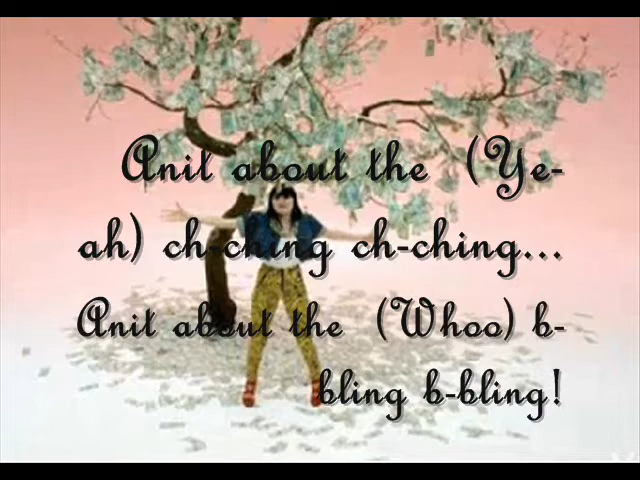 Anit about the (Ye-
ah) ch-ching ch-ching...
Anit about the (Whoo) b-
bling b-bling!